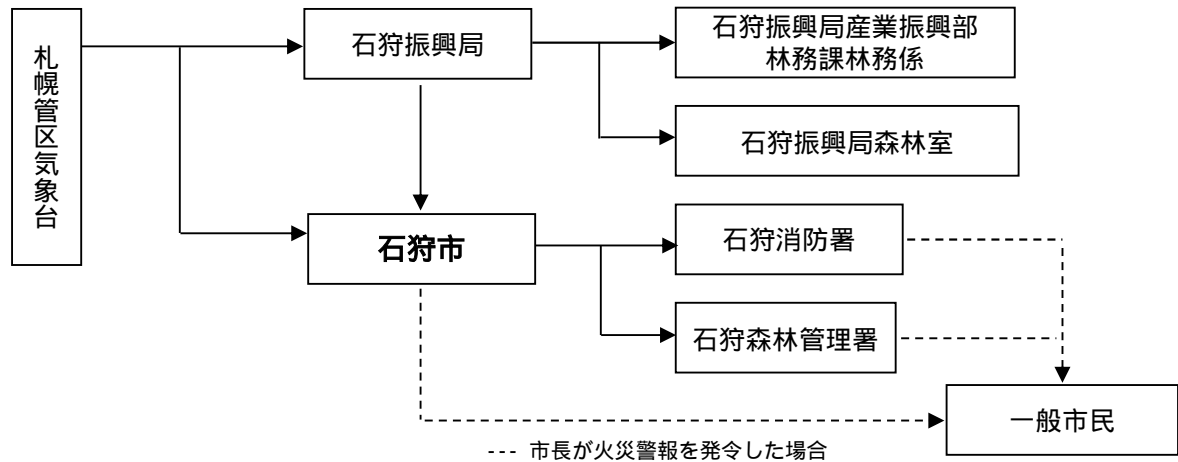 札幌管区気象台
石狩振興局
石狩振興局産業振興部
林務課林務係
石狩振興局森林室
石狩市
石狩消防署
石狩森林管理署
一般市民
--- 市長が火災警報を発令した場合